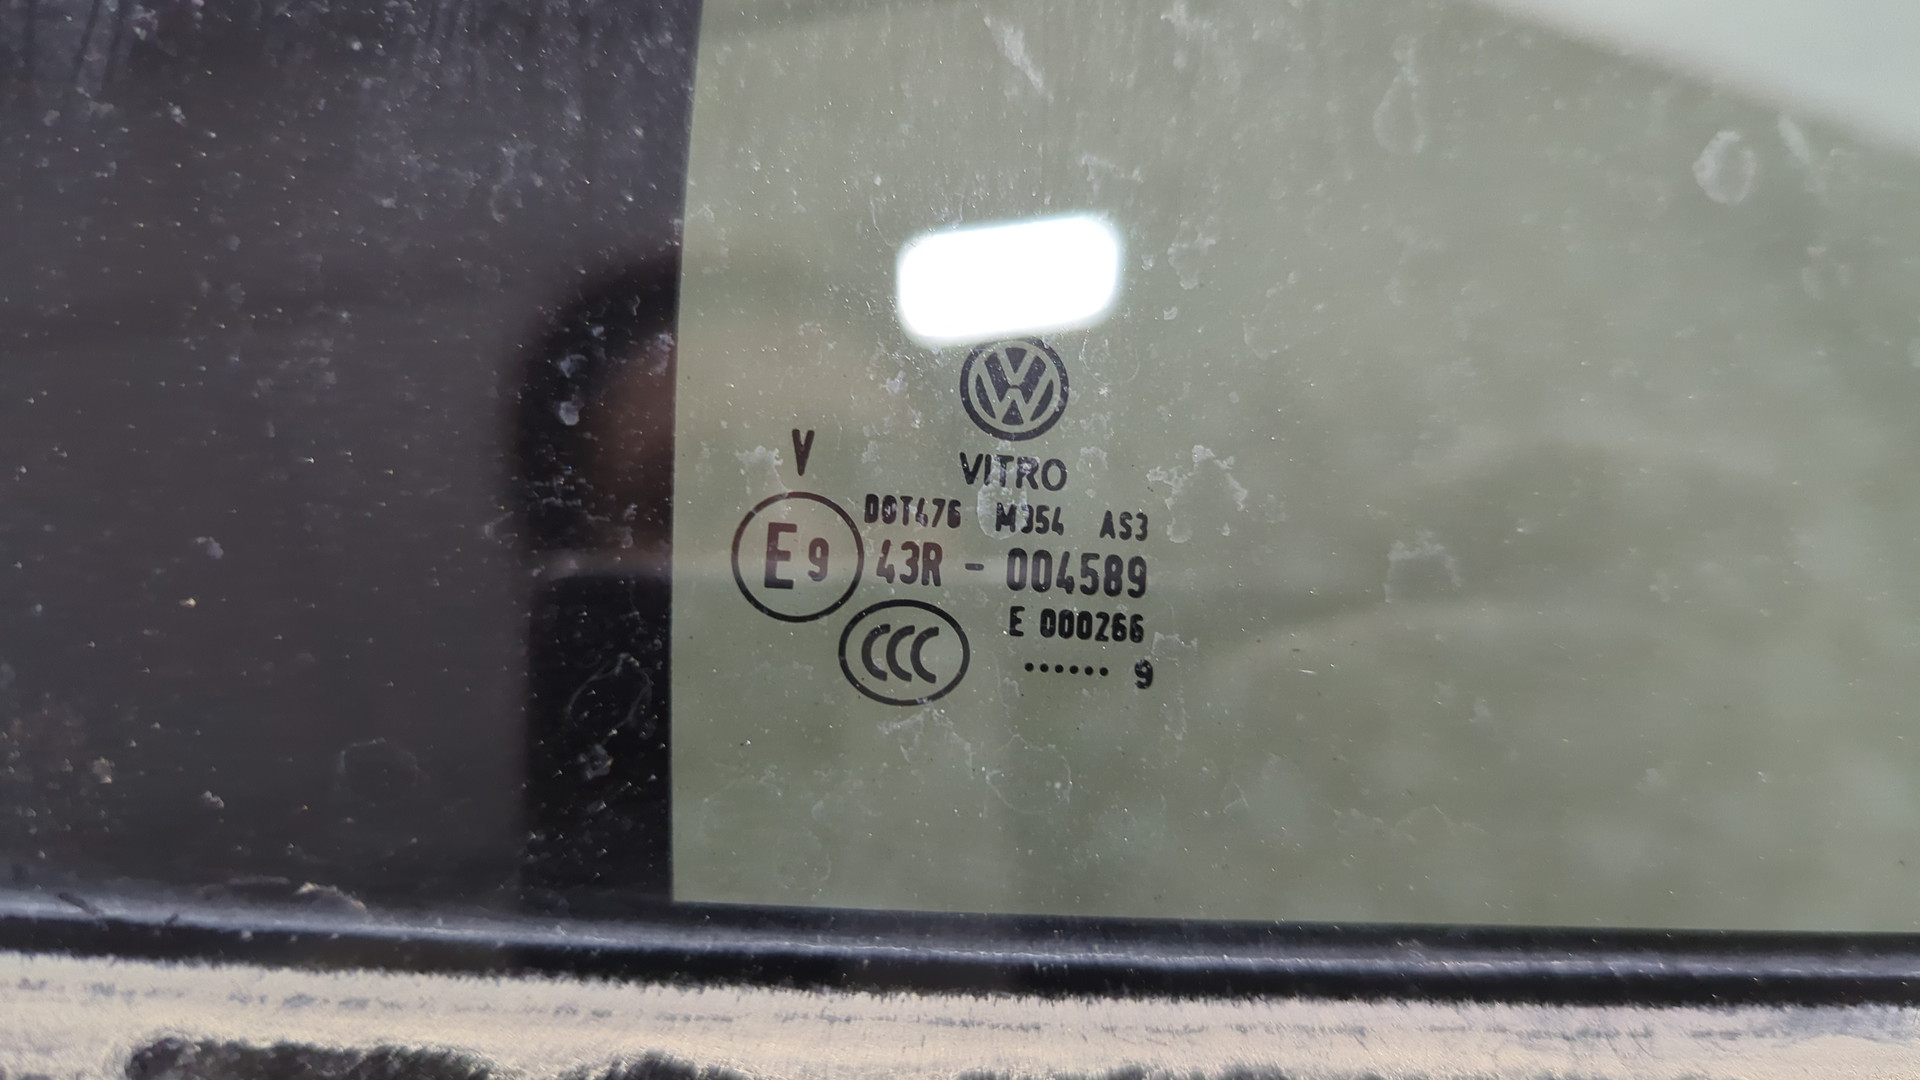 VITRO
V
DOT476 M354 AS3
E9 43R - 004589
E 000266
CCC
...... 9